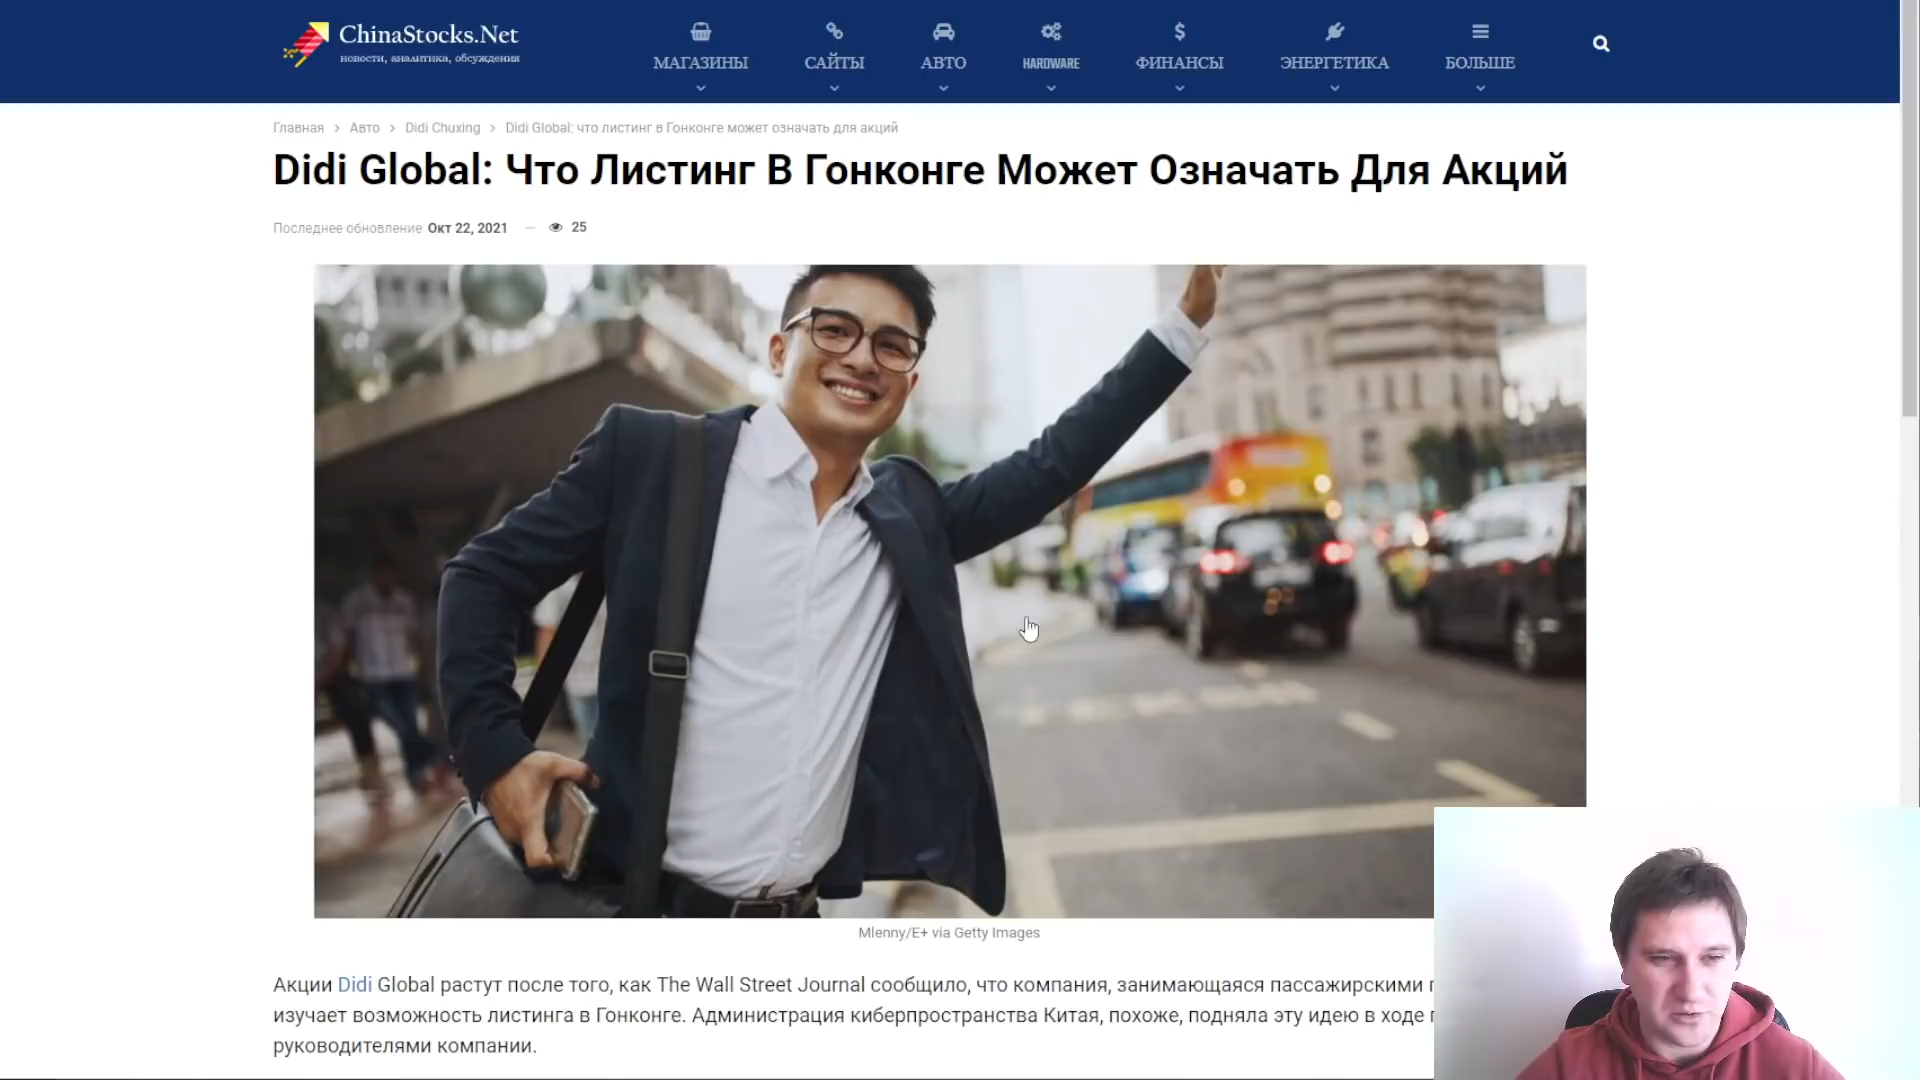 ChinaStocks.Net
новости, аналитика, обсуждения
МАГАЗИНЫ
САЙТЫ
АВТО
HARDWARE
ФИНАНСЫ
ЭНЕРГЕТИКА
БОЛЬШЕ
Главная > Авто > Didi Chuxing > Didi Global: что листинг в Гонконге может означать для акций
Didi Global: Что Листинг В Гонконге Может Означать Для Акций
Последнее обновление Окт 22, 2021 — 25
Mlenny/E+ via Getty Images
Акции Didi Global растут после того, как The Wall Street Journal сообщило, что компания, занимающаяся пассажирскими
изучает возможность листинга в Гонконге. Администрация киберпространства Китая, похоже, подняла эту идею в ходе
руководителями компании.